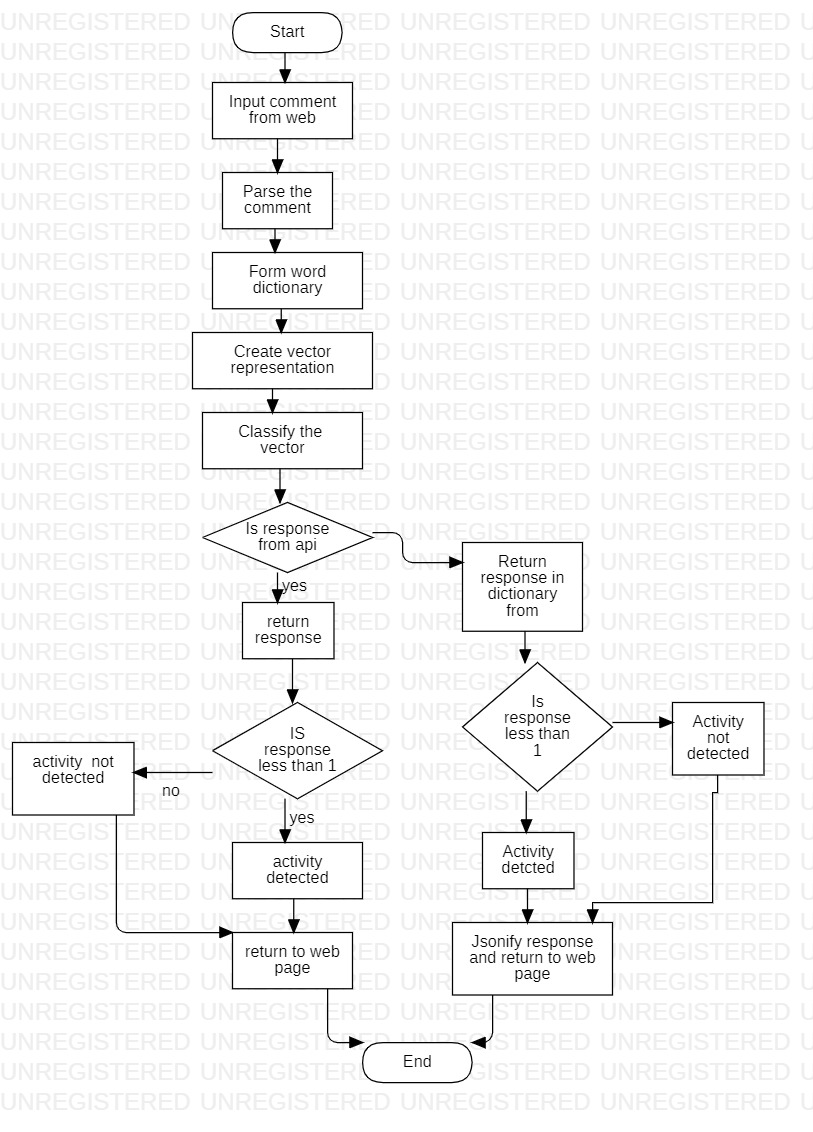 Start
Input comment
from web
Parse the
comment
Form word
dictionary
Create vector
representation
Classify the
vector
Is response
from api
yes
return
response
IS
response
less than 1
no
activity not
detected
yes
activity
detected
return to web
page
Return
response in
dictionary
from
Is
response
less than
1
Activity
not
detected
Activity
detcted
Jsonify response
and return to web
page
End
UNREGISTERED